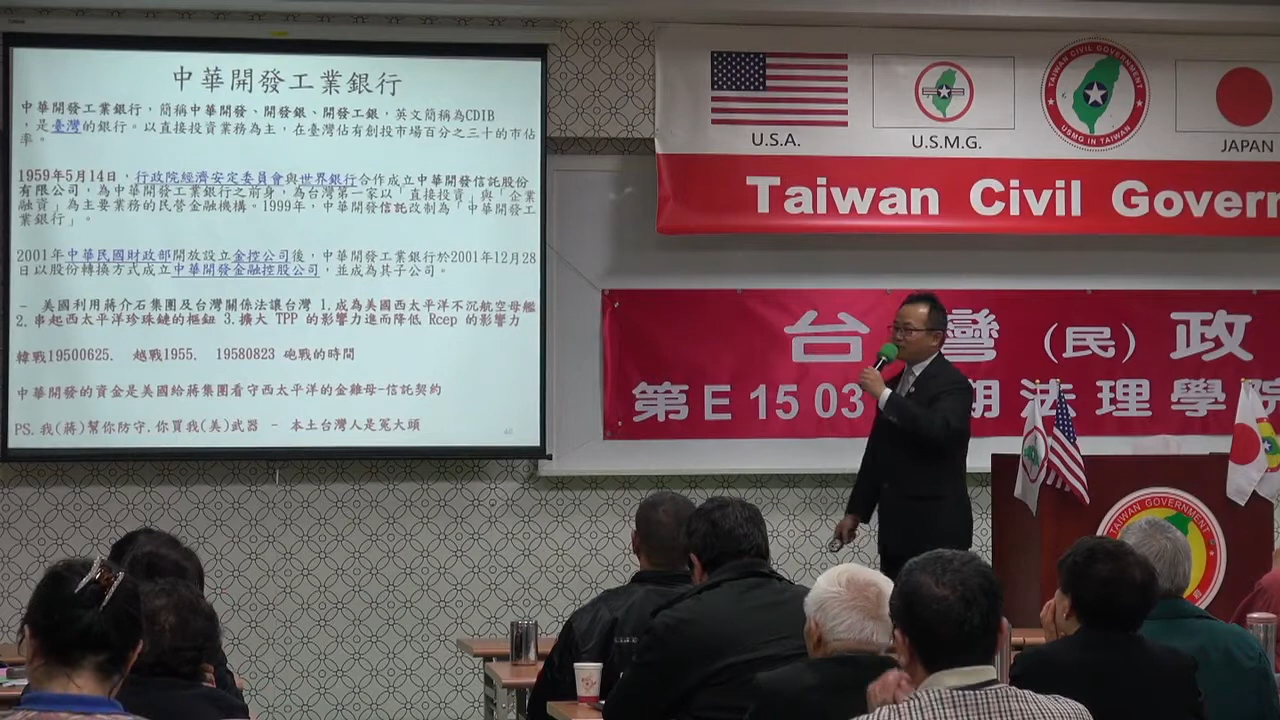 中華開發工業銀行
中華開發工業銀行，簡稱中華開發、開發銀、開發工銀，英文簡稱為CDIB
，是臺灣的銀行。以直接投資業務為主，在臺灣佔有創投市場百分之三十的市佔
率。
1959年5月14日，行政院經濟安定委員會與世界銀行合作成立中華開發信託股份
有限公司，為中華開發工業銀行之前身，為台灣第一家以「直接投資」與「企業
融資」為主要業務的民營金融機構。1999年，中華開發信託改制為「中華開發工
業銀行」。
2001年中華民國財政部開放設立金控公司後，中華開發工業銀行於2001年12月28
日以股份轉換方式成立中華開發金融控股公司，並成為其子公司。
- 美國利用蔣介石集團及台灣關係法讓台灣 1.成為美國西太平洋不沉航空母艦
2.串起西太平洋珍珠鏈的樞鈕 3.擴大 TPP 的影響力進而降低 Rcep 的影響力
韓戰19500625. 越戰1955. 19580823 砲戰的時間
中華開發的資金是美國給蔣集團看守西太平洋的金雞母-信託契約
PS.我(蔣)幫你防守.你買我(美)武器 - 本土台灣人是冤大頭
U.S.A.
U.S.M.G.
TAIWAN CIVIL GOVERNMENT
USMG IN TAIWAN
JAPAN
Taiwan Civil Govern
台灣（民）政
第E1503期法理學院
TAIWAN GOVERNMENT